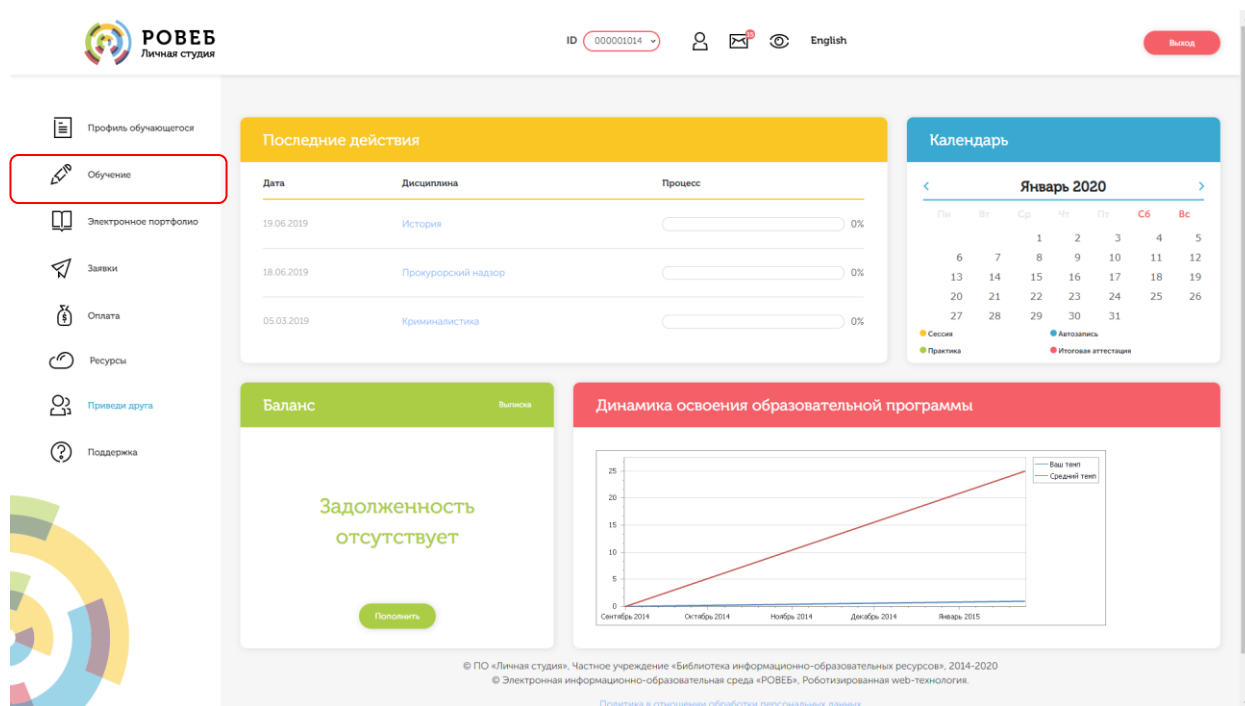 РОВЕБ
Личная студия
ID 000001014
15
English
Выход
Профиль обучающегося
Обучение
Электронное портфолио
Заявки
Оплата
Ресурсы
Приведи друга
Поддержка
Последние действия
Дата Дисциплина Процесс
19.06.2019 История 0%
18.06.2019 Прокурорский надзор 0%
05.03.2019 Криминалистика 0%
Календарь
< Январь 2020 >
Пн Вт Ср Чт Пт Сб Вс
1 2 3 4 5
6 7 8 9 10 11 12
13 14 15 16 17 18 19
20 21 22 23 24 25 26
27 28 29 30 31
Сессия Автозапись
Практика Итоговая аттестация
Баланс Выписка
Задолженность
отсутствует
Пополнить
Динамика освоения образовательной программы
Ваш темп
Средний темп
25
20
15
10
5
0
Сентябрь 2014 Октябрь 2014 Ноябрь 2014 Декабрь 2014 Январь 2015
© ПО «Личная студия», Частное учреждение «Библиотека информационно-образовательных ресурсов», 2014-2020
© Электронная информационно-образовательная среда «РОВЕБ», Роботизированная web-технология.
Политика в отношении обработки персональных данных